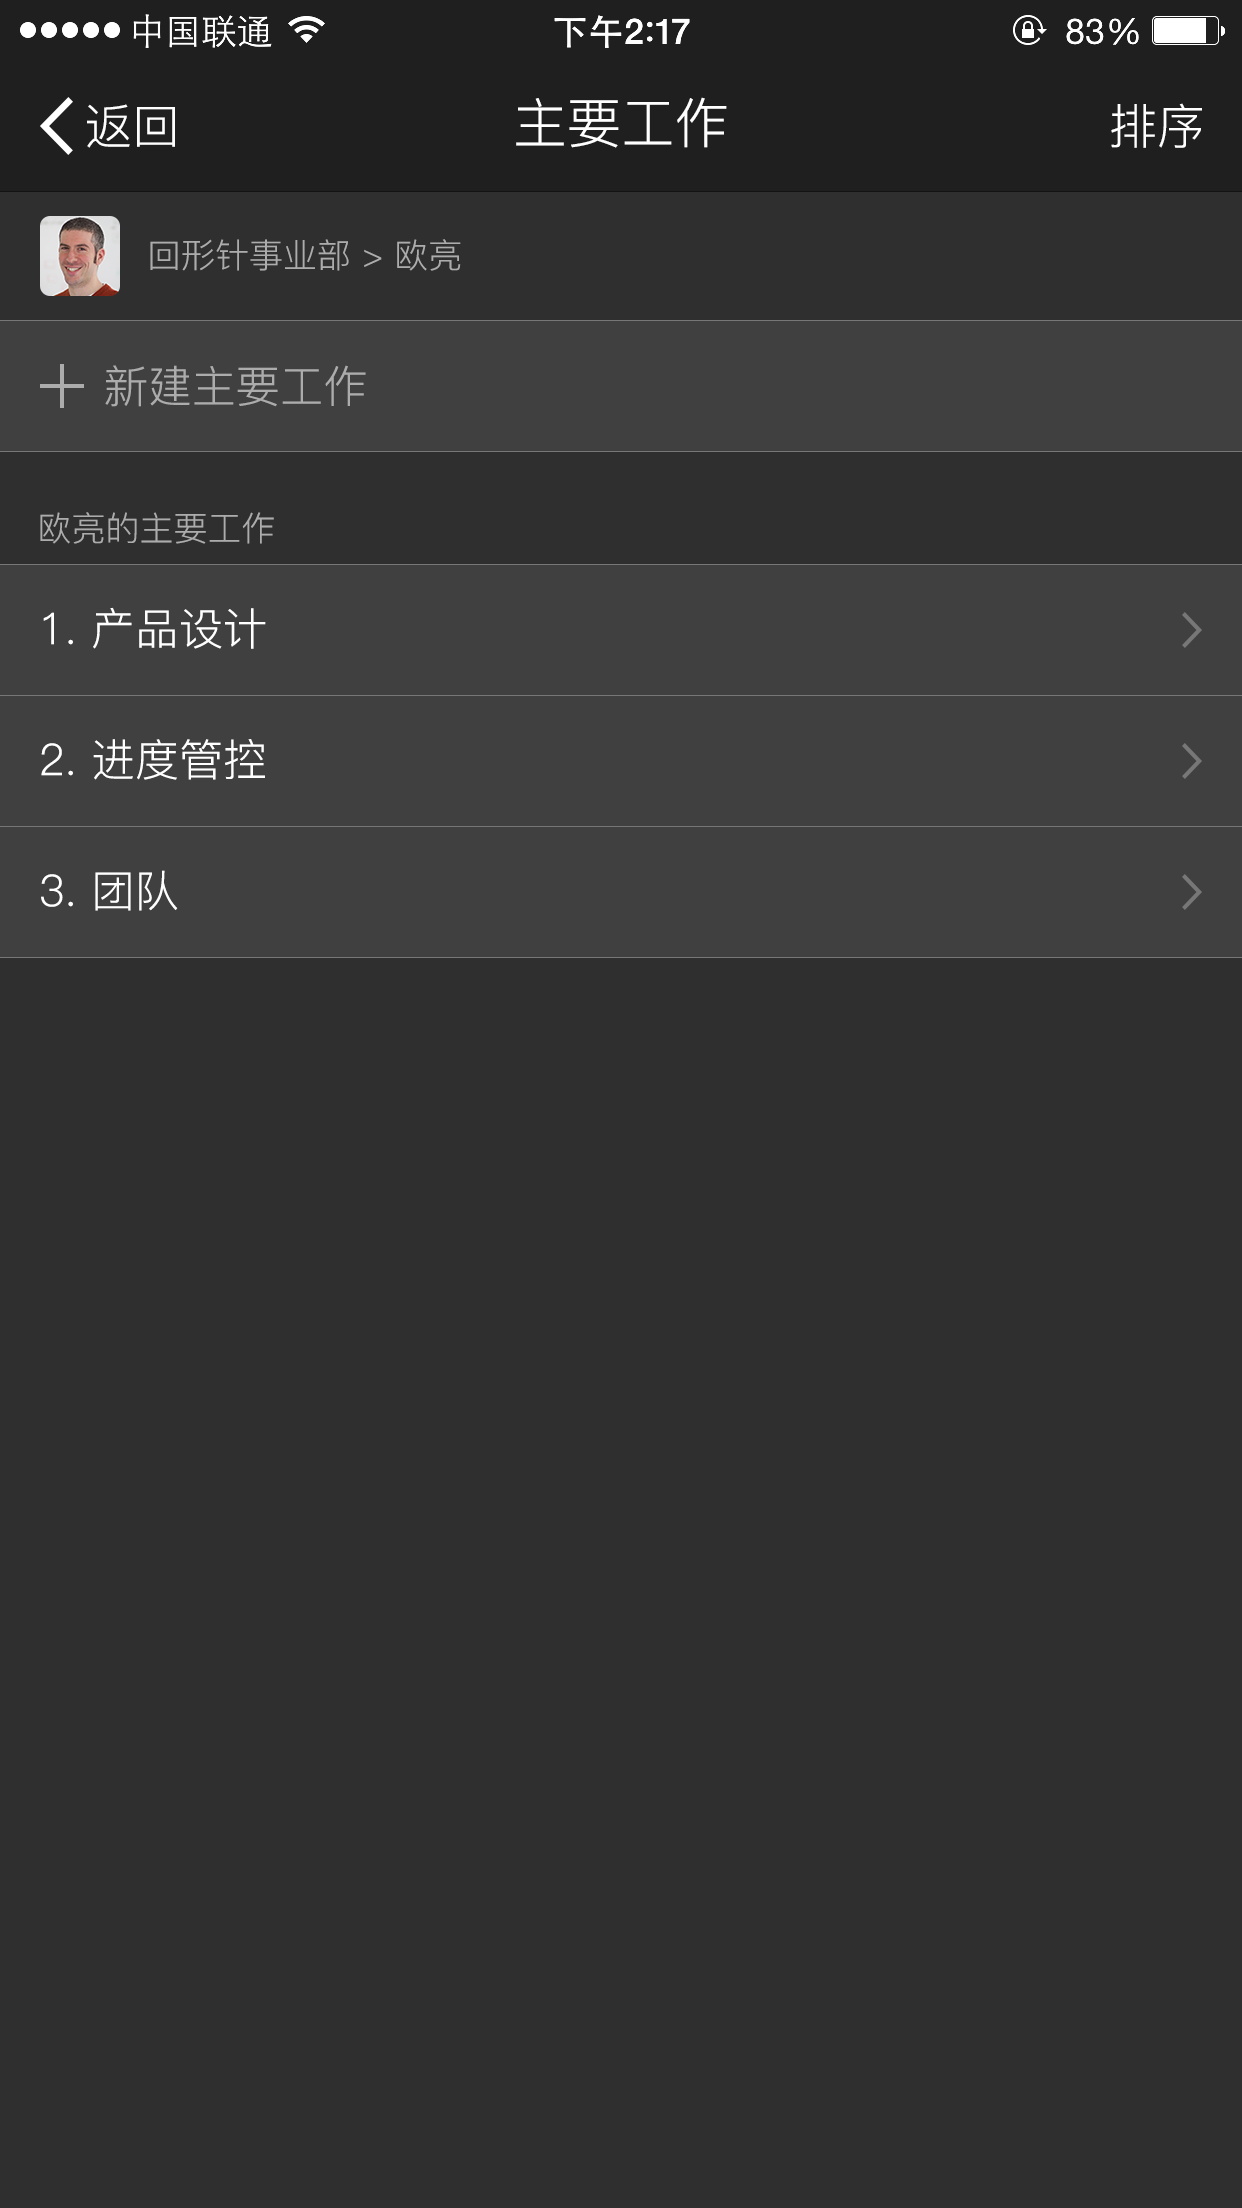 中国联通 下午2:17 83%
返回 主要工作 排序
回形针事业部 > 欧亮
新建主要工作
欧亮的主要工作
1. 产品设计
2. 进度管控
3. 团队